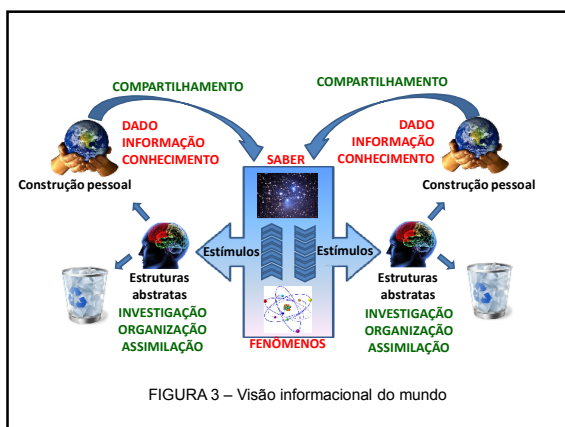 COMPARTILHAMENTO
COMPARTILHAMENTO
DADO
INFORMAÇÃO
CONHECIMENTO
Construção pessoal
SABER
DADO
INFORMAÇÃO
CONHECIMENTO
Construção pessoal
Estímulos
Estímulos
Estruturas
abstratas
INVESTIGAÇÃO
ORGANIZAÇÃO
ASSIMILAÇÃO
FENÔMENOS
Estruturas
abstratas
INVESTIGAÇÃO
ORGANIZAÇÃO
ASSIMILAÇÃO
FIGURA 3 – Visão informacional do mundo